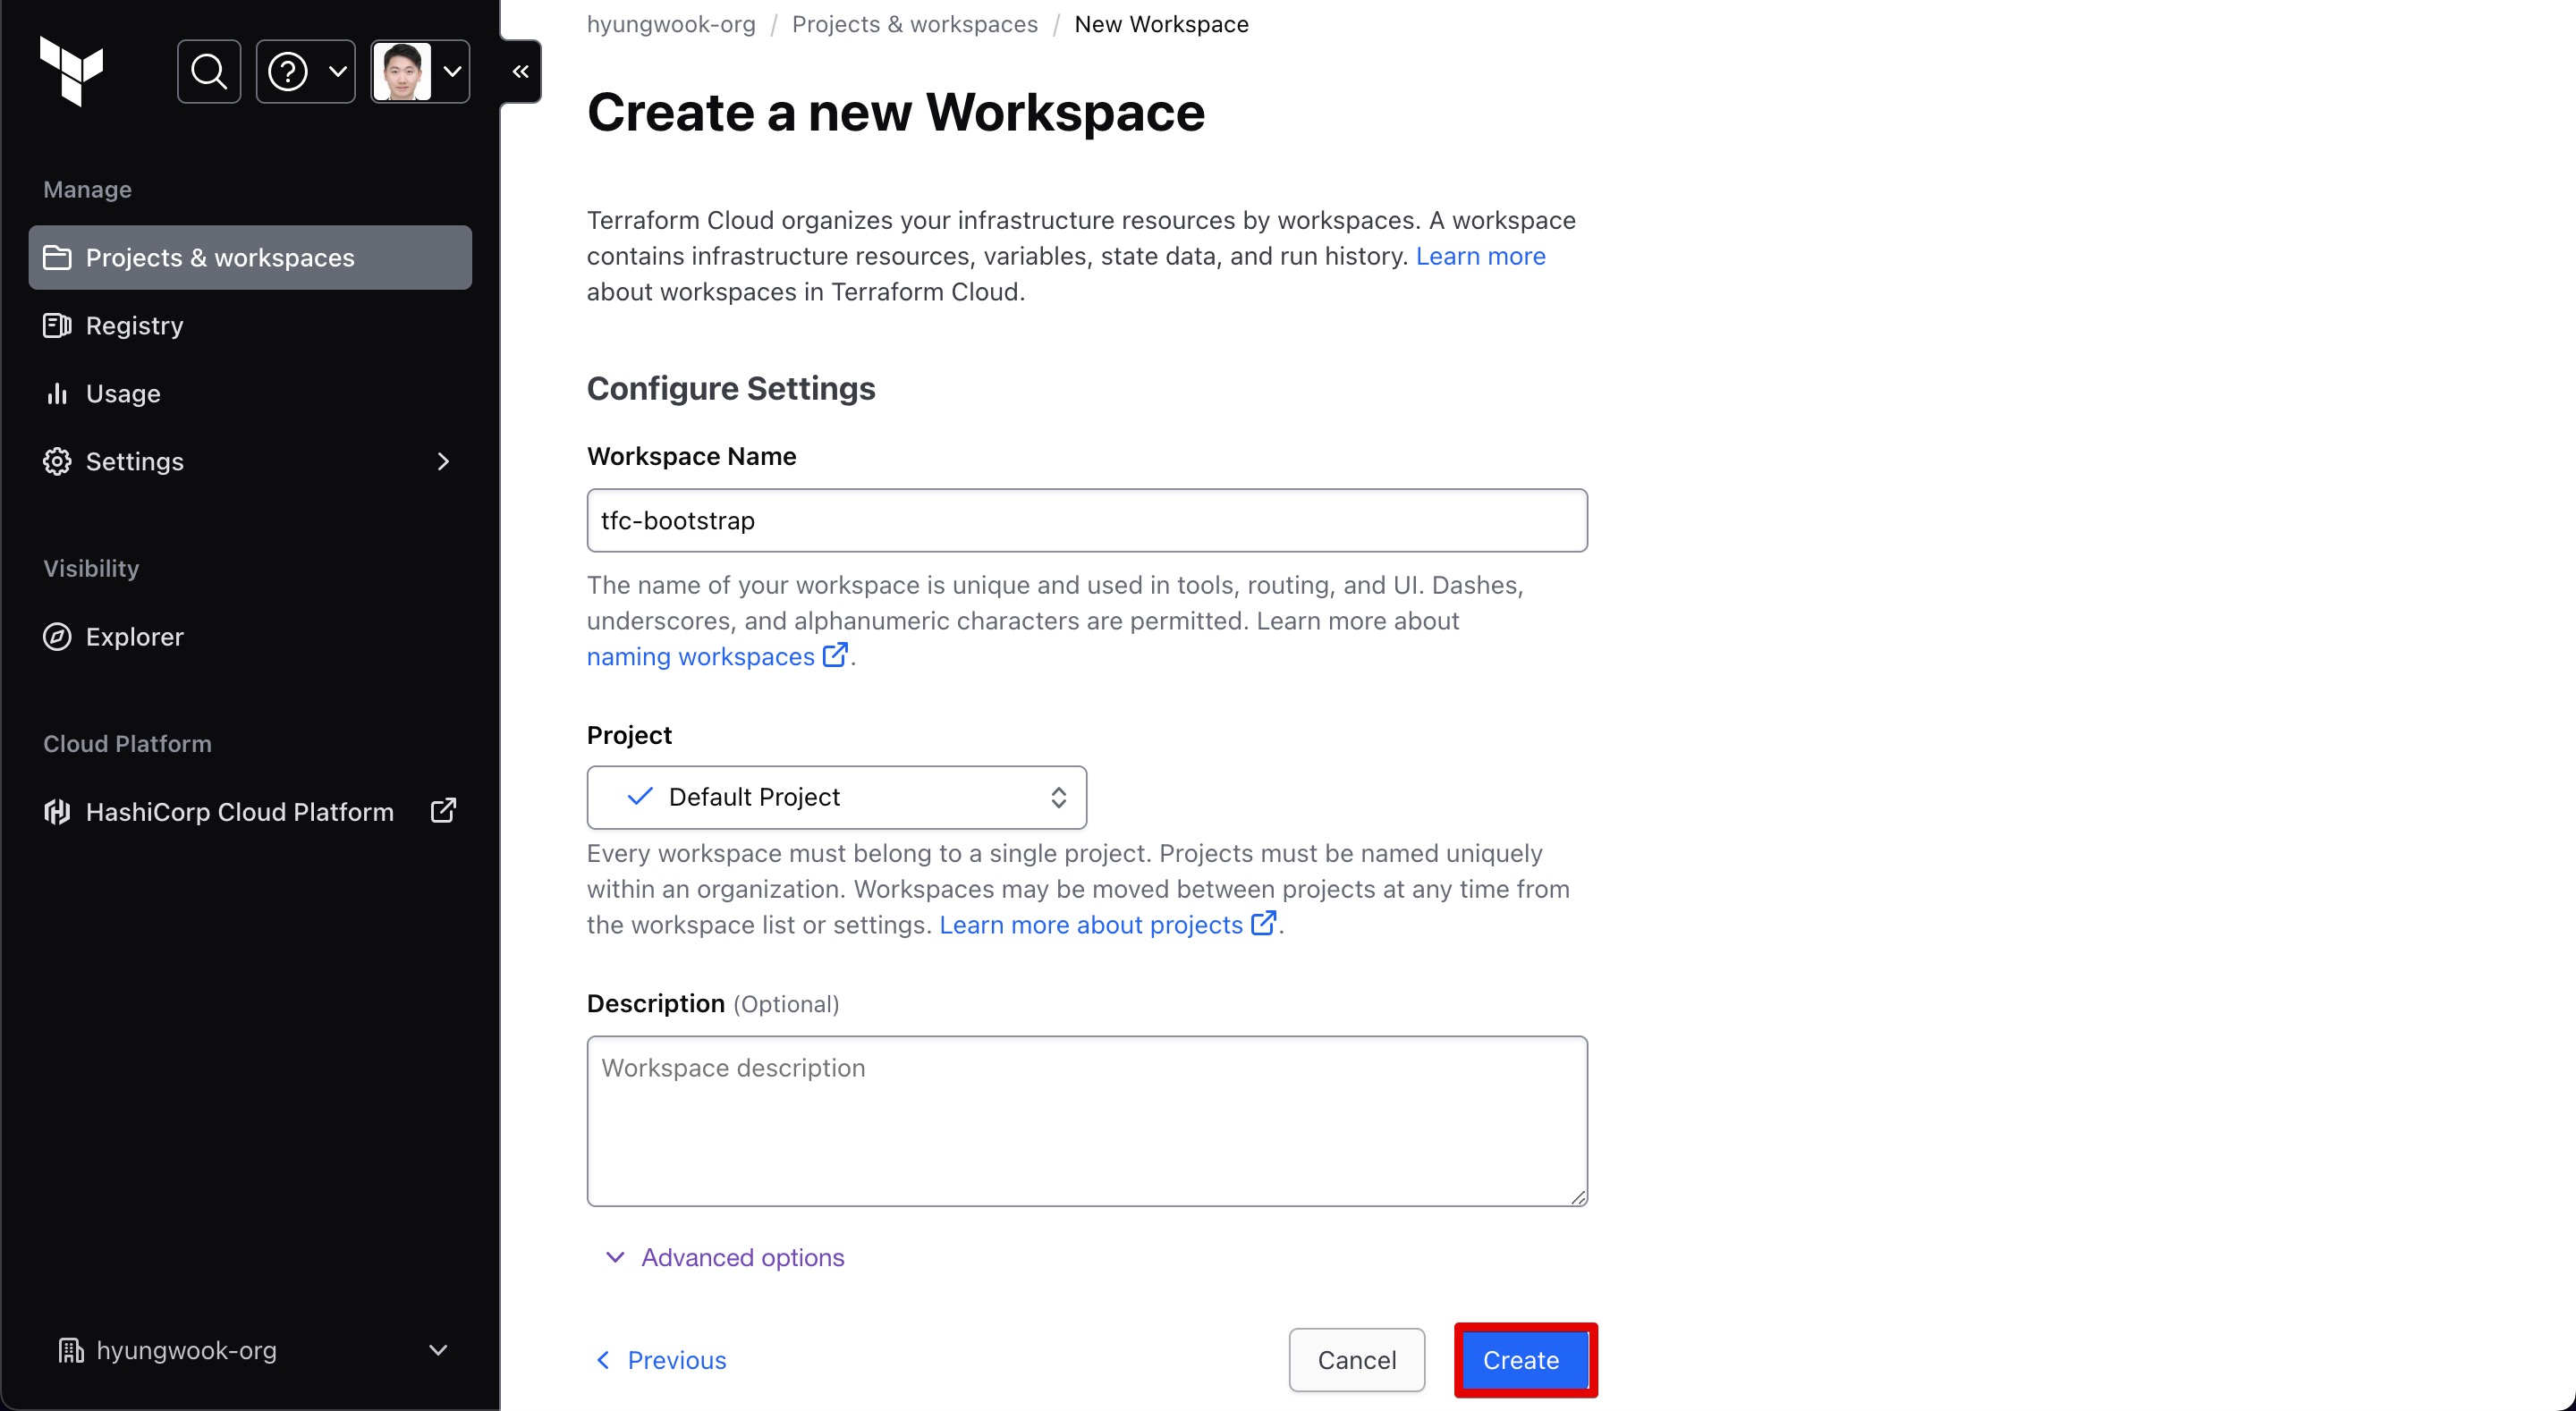 hyungwook-org / Projects & workspaces / New Workspace
Create a new Workspace
Manage
Projects & workspaces
Registry
Usage
Settings
Visibility
Explorer
Cloud Platform
HashiCorp Cloud Platform
hyungwook-org
Terraform Cloud organizes your infrastructure resources by workspaces. A workspace
contains infrastructure resources, variables, state data, and run history. Learn more
about workspaces in Terraform Cloud.
Configure Settings
Workspace Name
tfc-bootstrap
The name of your workspace is unique and used in tools, routing, and UI. Dashes,
underscores, and alphanumeric characters are permitted. Learn more about
naming workspaces .
Project
Default Project
Every workspace must belong to a single project. Projects must be named uniquely
within an organization. Workspaces may be moved between projects at any time from
the workspace list or settings. Learn more about projects .
Description (Optional)
Workspace description
Advanced options
Previous
Cancel
Create